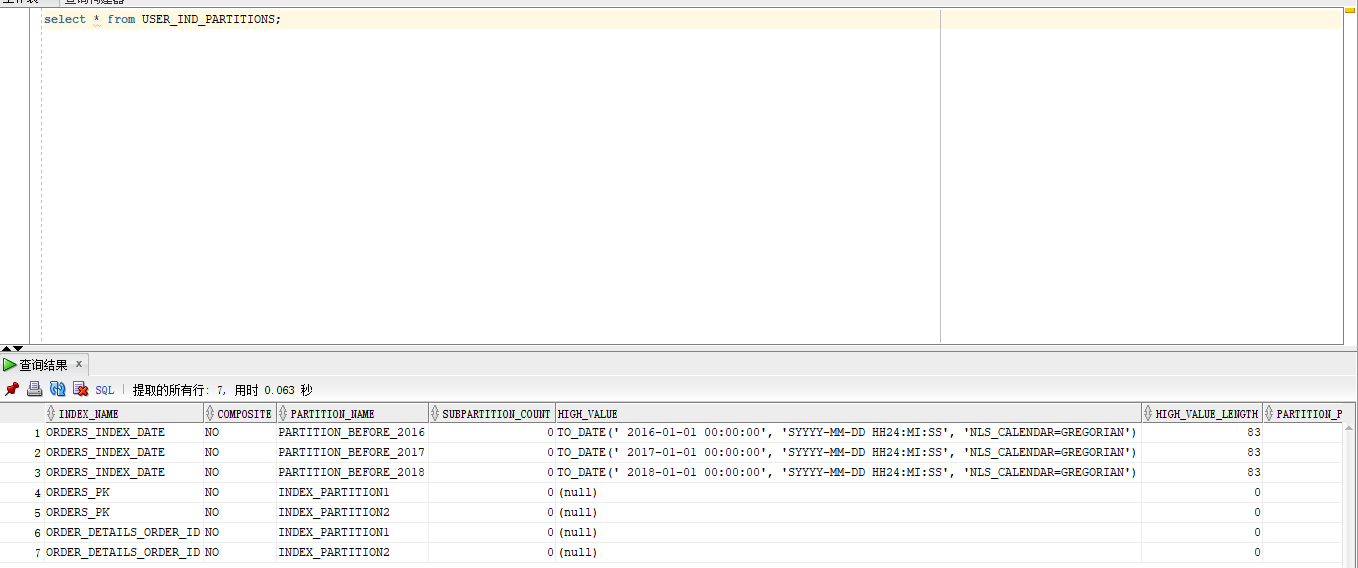 select * from USER_IND_PARTITIONS;
查询结果 x
SQL | 提取的所有行: 7, 用时 0.063 秒
INDEX_NAME COMPOSITE PARTITION_NAME SUBPARTITION_COUNT HIGH_VALUE HIGH_VALUE_LENGTH PARTITION_P
1 ORDERS_INDEX_DATE NO PARTITION_BEFORE_2016 0 TO_DATE(' 2016-01-01 00:00:00', 'SYYYY-MM-DD HH24:MI:SS', 'NLS_CALENDAR=GREGORIAN') 83
2 ORDERS_INDEX_DATE NO PARTITION_BEFORE_2017 0 TO_DATE(' 2017-01-01 00:00:00', 'SYYYY-MM-DD HH24:MI:SS', 'NLS_CALENDAR=GREGORIAN') 83
3 ORDERS_INDEX_DATE NO PARTITION_BEFORE_2018 0 TO_DATE(' 2018-01-01 00:00:00', 'SYYYY-MM-DD HH24:MI:SS', 'NLS_CALENDAR=GREGORIAN') 83
4 ORDERS_PK NO INDEX_PARTITION1 0 (null) 0
5 ORDERS_PK NO INDEX_PARTITION2 0 (null) 0
6 ORDER_DETAILS_ORDER_ID NO INDEX_PARTITION1 0 (null) 0
7 ORDER_DETAILS_ORDER_ID NO INDEX_PARTITION2 0 (null) 0